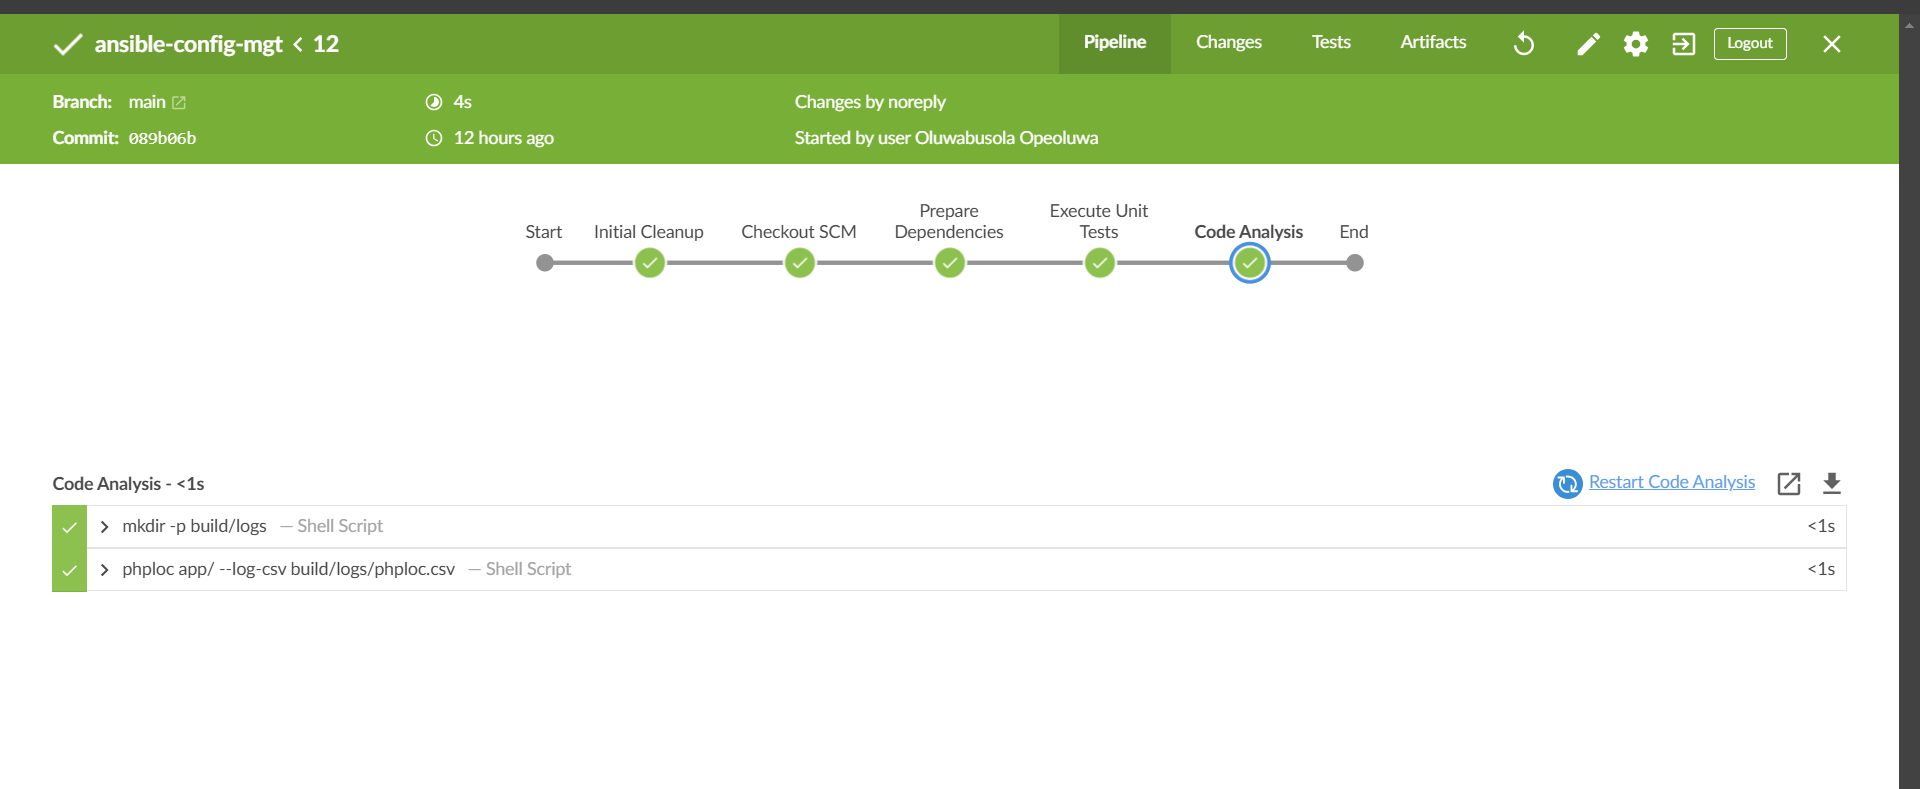 ansible-config-mgt < 12
Pipeline
Changes
Tests
Artifacts
Logout
Branch: main
4s
Changes by noreply
Commit: 089b06b
12 hours ago
Started by user Oluwabusola Opeoluwa
Start
Initial Cleanup
Checkout SCM
Prepare
Dependencies
Execute Unit
Tests
Code Analysis
End
Code Analysis - <1s
Restart Code Analysis
mkdir -p build/logs — Shell Script <1s
phploc app/ --log-csv build/logs/phploc.csv — Shell Script <1s